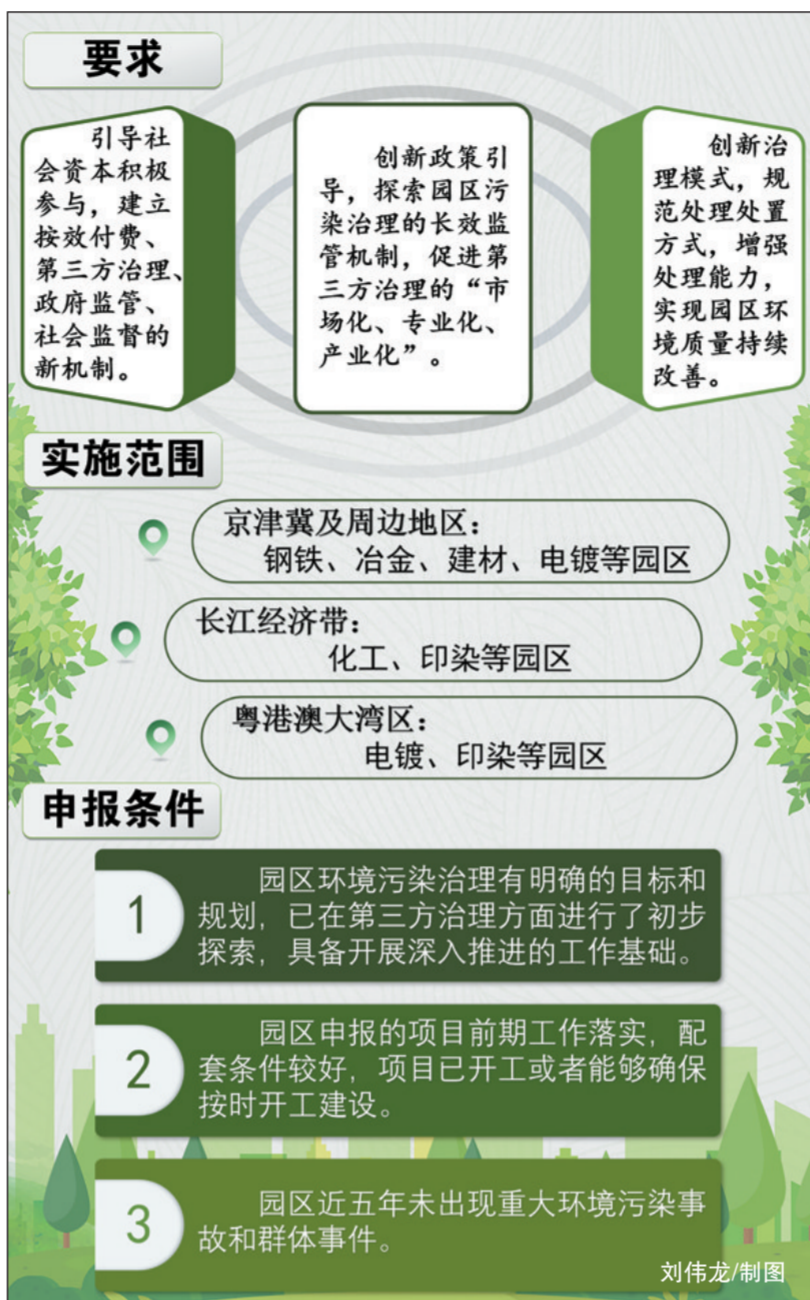 要求
引导社
会资本积极
参与，建立
按效付费、
第三方治理、
政府监管、
社会监督的
新机制。
创新政策引
导，探索园区污
染治理的长效监
管机制，促进第
三方治理的“市
场化、专业化、
产业化”。
创新治
理模式，规
范处理处置
方式，增强
处理能力，
实现园区环
境质量持续
改善。
实施范围
京津冀及周边地区：
钢铁、冶金、建材、电镀等园区
长江经济带：
化工、印染等园区
粤港澳大湾区：
电镀、印染等园区
申报条件
1
园区环境污染治理有明确的目标和
规划，已在第三方治理方面进行了初步
探索，具备开展深入推进的工作基础。
2
园区申报的项目前期工作落实，配
套条件较好，项目已开工或者能够确保
按时开工建设。
3
园区近五年未出现重大环境污染事
故和群体事件。
刘伟龙/制图